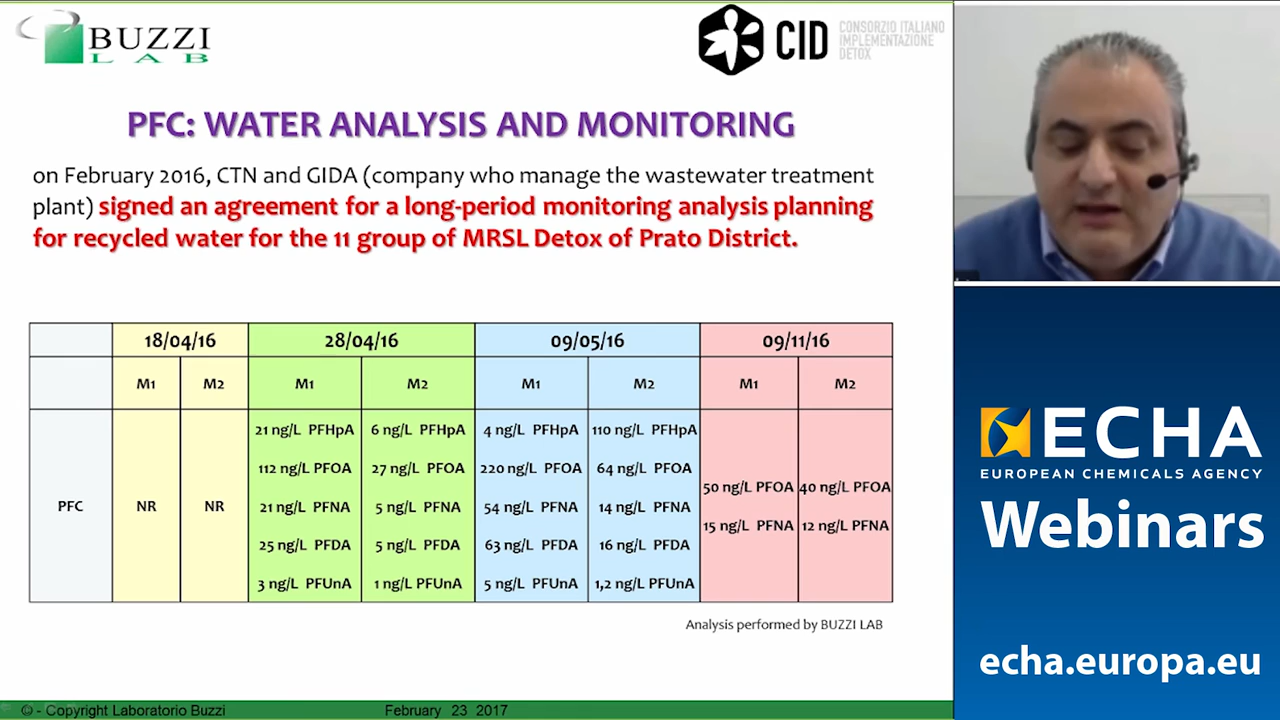 BUZZI
LAB
CID
CONSORZIO ITALIANO
IMPLEMENTAZIONE
DETOX
PFC: WATER ANALYSIS AND MONITORING
on February 2016, CTN and GIDA (company who manage the wastewater treatment
plant) signed an agreement for a long-period monitoring analysis planning
for recycled water for the 11 group of MRSL Detox of Prato District.
18/04/16 28/04/16 09/05/16 09/11/16
M1 M2 M1 M2 M1 M2 M1 M2
21 ng/L PFHpA 6 ng/L PFHpA 4 ng/L PFHpA 110 ng/L PFHpA
112 ng/L PFOA 27 ng/L PFOA 220 ng/L PFOA 64 ng/L PFOA
50 ng/L PFOA 40 ng/L PFOA
PFC NR NR 21 ng/L PFNA 5 ng/L PFNA 54 ng/L PFNA 14 ng/L PFNA
15 ng/L PFNA 12 ng/L PFNA
25 ng/L PFDA 5 ng/L PFDA 63 ng/L PFDA 16 ng/L PFDA
3 ng/L PFUnA 1 ng/L PFUnA 5 ng/L PFUnA 1,2 ng/L PFUnA
Analysis performed by BUZZI LAB
© - Copyright Laboratorio Buzzi February 23 2017
ECHA
EUROPEAN CHEMICALS AGENCY
Webinars
echa.europa.eu